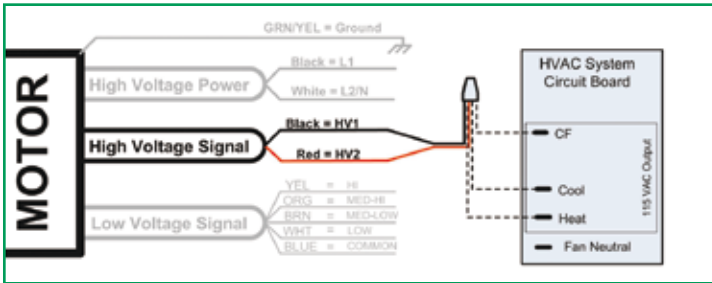 GRN/YEL = Ground
MOTOR
High Voltage Power
Black = L1
White = L2/N
High Voltage Signal
Black = HV1
Red = HV2
Low Voltage Signal
YEL = HI
ORG = MED-HI
BRN = MED-LOW
WHT = LOW
BLUE = COMMON
HVAC System
Circuit Board
CF
Cool
Heat
115 VAC Output
Fan Neutral